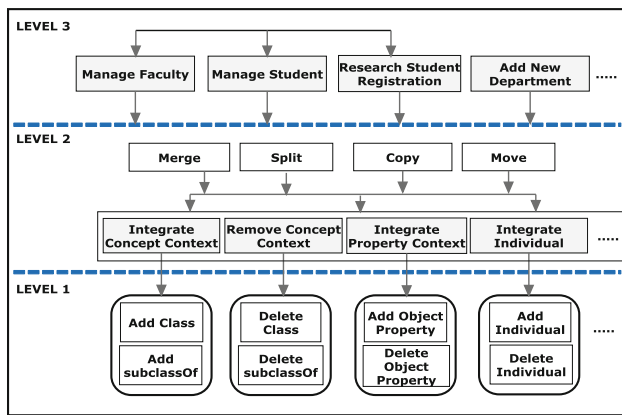 LEVEL 3
Manage Faculty
Manage Student
Research Student
Registration
Add New
Department
.....
LEVEL 2
Merge
Split
Copy
Move
Integrate
Concept Context
Remove Concept
Context
Integrate
Property Context
Integrate
Individual
.....
LEVEL 1
Add Class
Add
subclassOf
Delete
Class
Delete
subclassOf
Add Object
Property
Delete
Object
Property
Add
Individual
Delete
Individual
.....